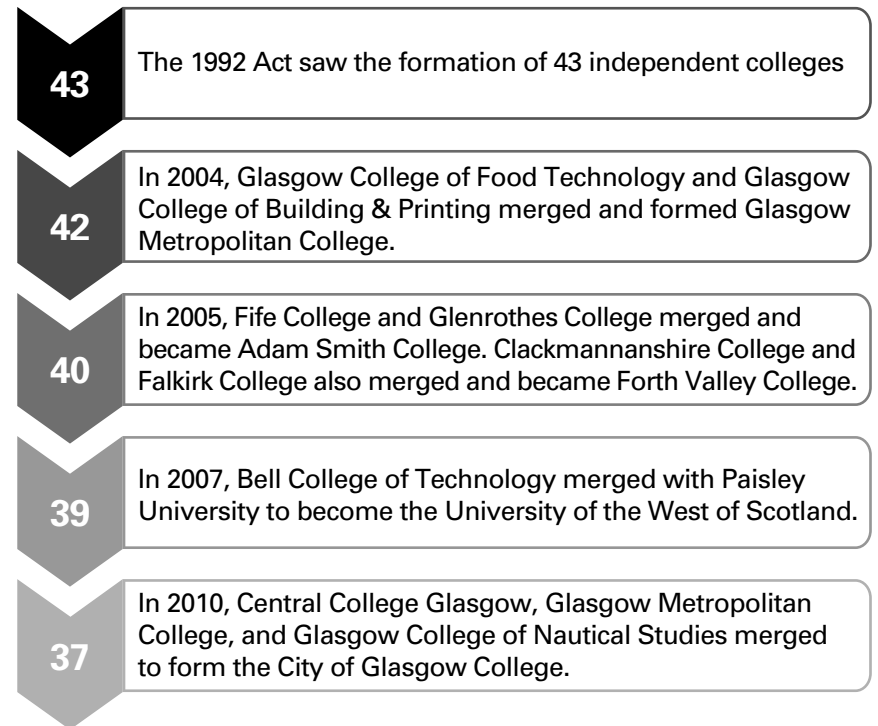 43
The 1992 Act saw the formation of 43 independent colleges
42
In 2004, Glasgow College of Food Technology and Glasgow
College of Building & Printing merged and formed Glasgow
Metropolitan College.
40
In 2005, Fife College and Glenrothes College merged and
became Adam Smith College. Clackmannanshire College and
Falkirk College also merged and became Forth Valley College.
39
In 2007, Bell College of Technology merged with Paisley
University to become the University of the West of Scotland.
37
In 2010, Central College Glasgow, Glasgow Metropolitan
College, and Glasgow College of Nautical Studies merged
to form the City of Glasgow College.